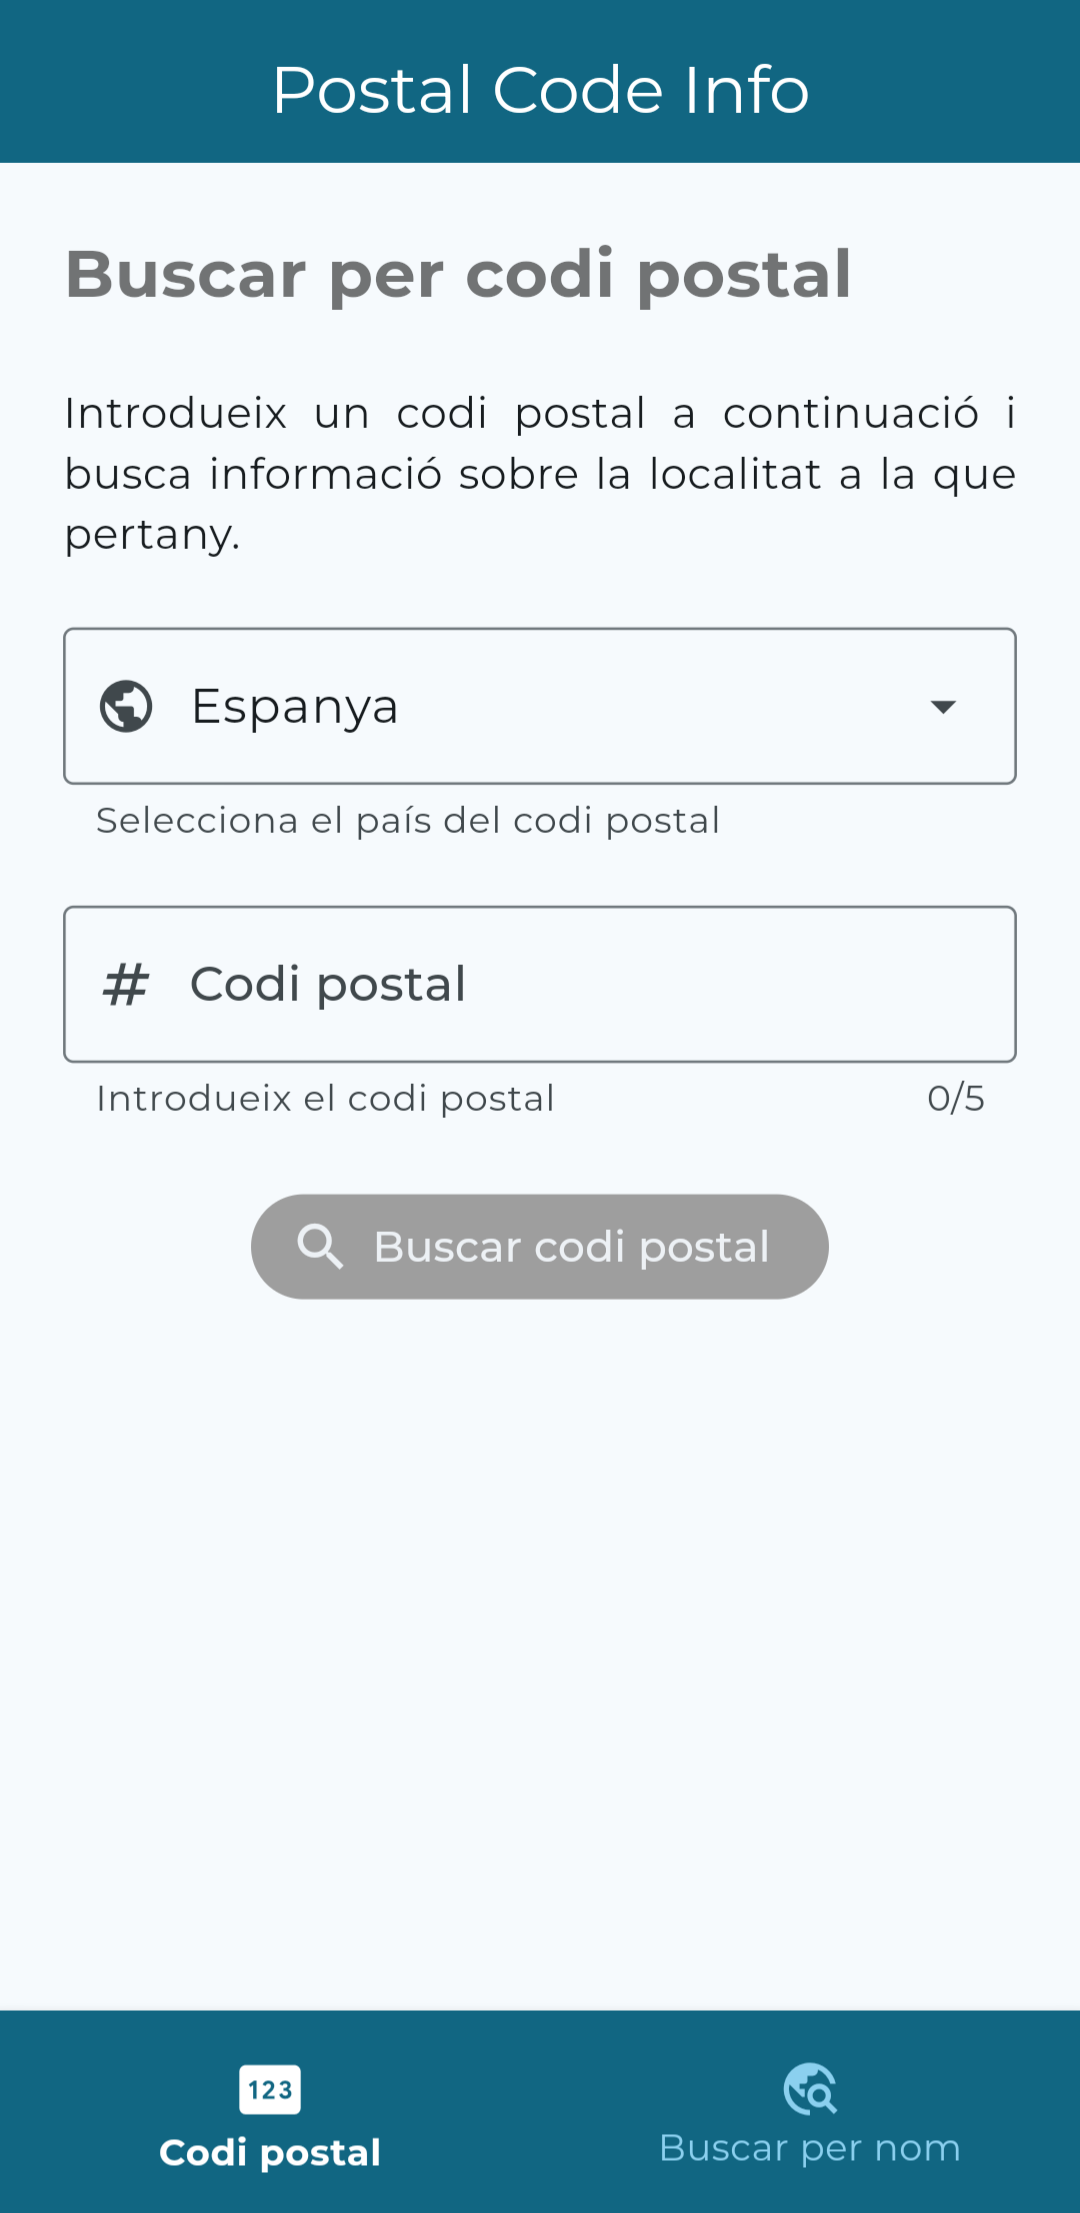 Postal Code Info
Buscar per codi postal
Introdueix un codi postal a continuació i
busca informació sobre la localitat a la que
pertany.
Espanya
Selecciona el país del codi postal
# Codi postal
Introdueix el codi postal 0/5
Buscar codi postal
123
Codi postal
Buscar per nom